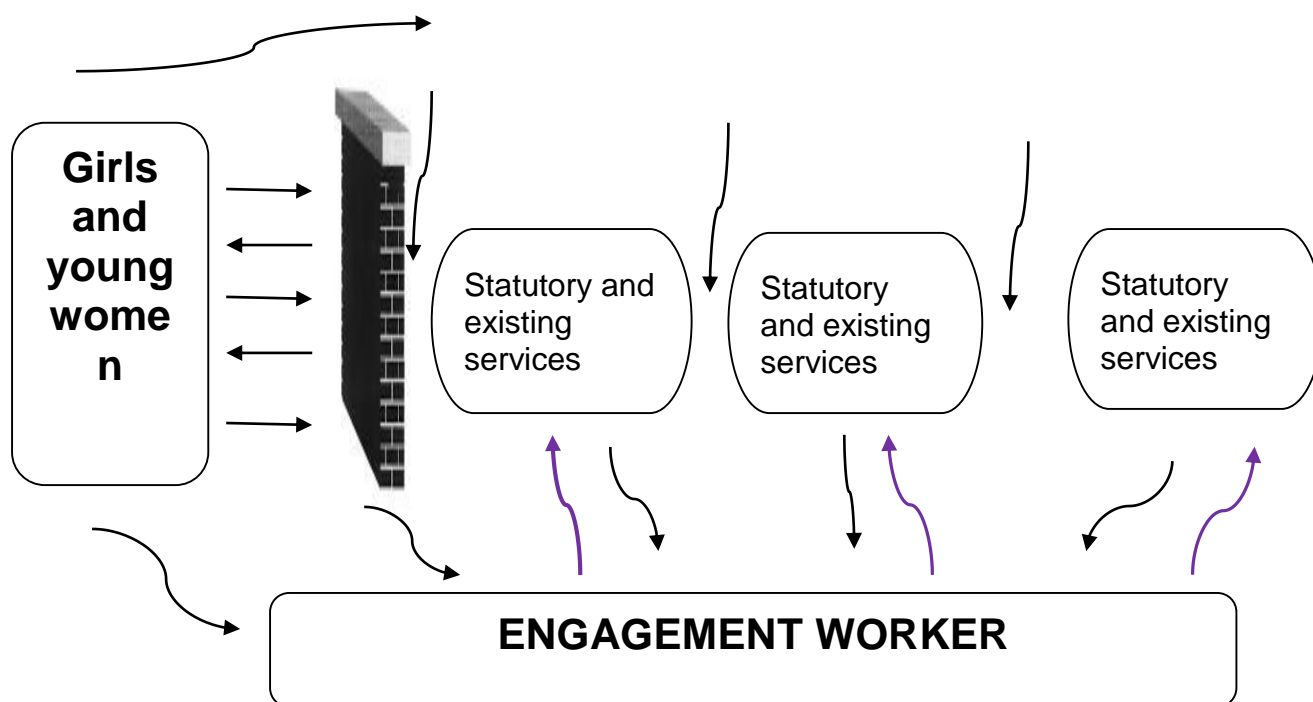 Girls
and
young
wome
n
Statutory and
existing
services
Statutory
and existing
services
Statutory
and existing
services
ENGAGEMENT WORKER